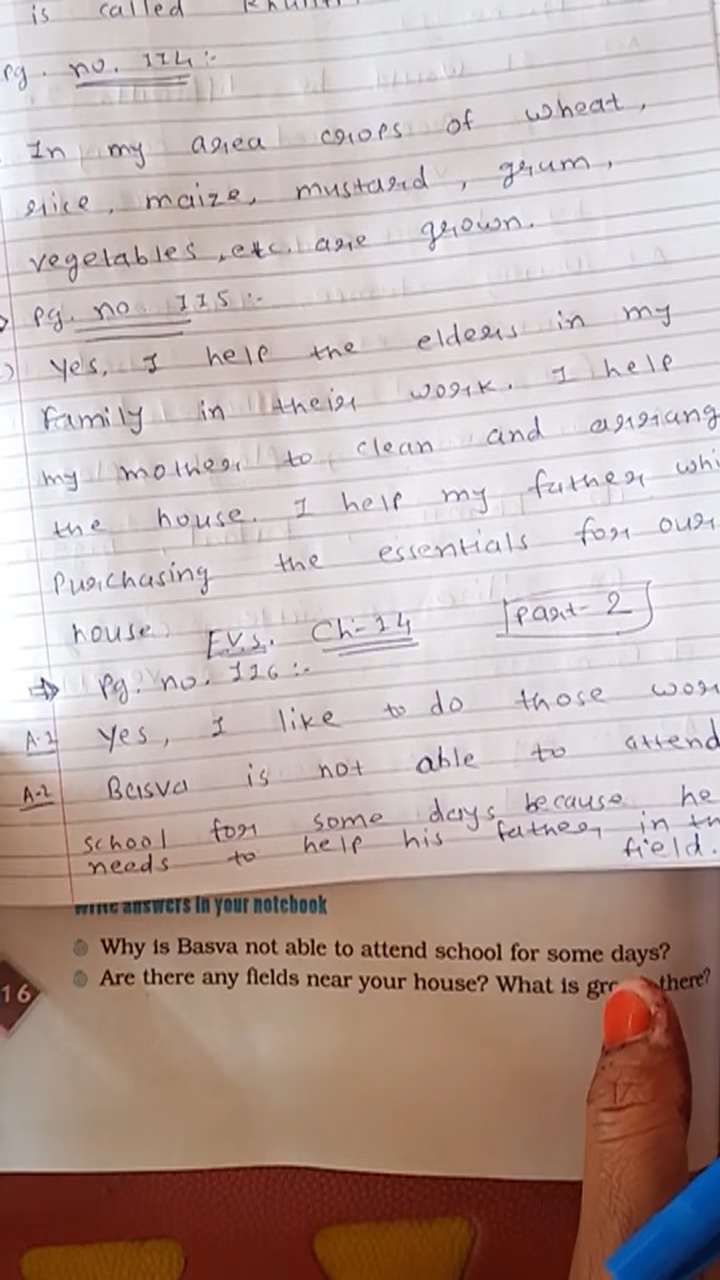 is called
pg. no. 114:-
In my area crops of wheat,
rice, maize, mustard, grum,
vegetables, etc. are grown.
pg. no. 115:-
Yes, I help the elders in my
family in their work. I help
my mother to clean and arrang
the house. I help my father whi
Purchasing the essentials for our
house.
E.V.S. Ch-14 Part-2
⇒ pg. no. 116:-
A-1 Yes, I like to do those wor
A-2 Basva is not able to attend
school for some days because he
needs to help his father in th
field.
Write answers in your notebook
Why is Basva not able to attend school for some days?
Are there any fields near your house? What is gro there?
16